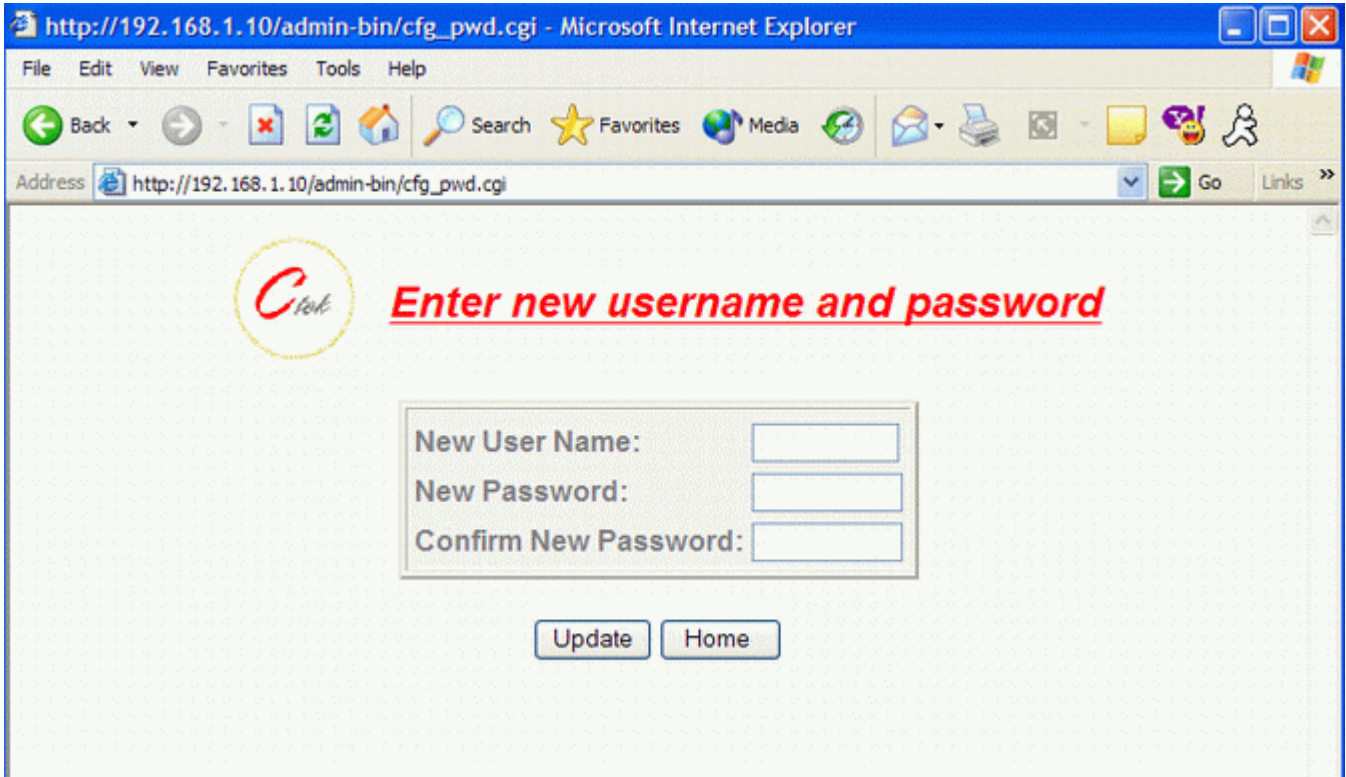 http://192.168.1.10/admin-bin/cfg_pwd.cgi - Microsoft Internet Explorer
File Edit View Favorites Tools Help
Back Search Favorites Media
Address http://192.168.1.10/admin-bin/cfg_pwd.cgi Go Links »
Ctek Enter new username and password
New User Name:
New Password:
Confirm New Password:
Update Home